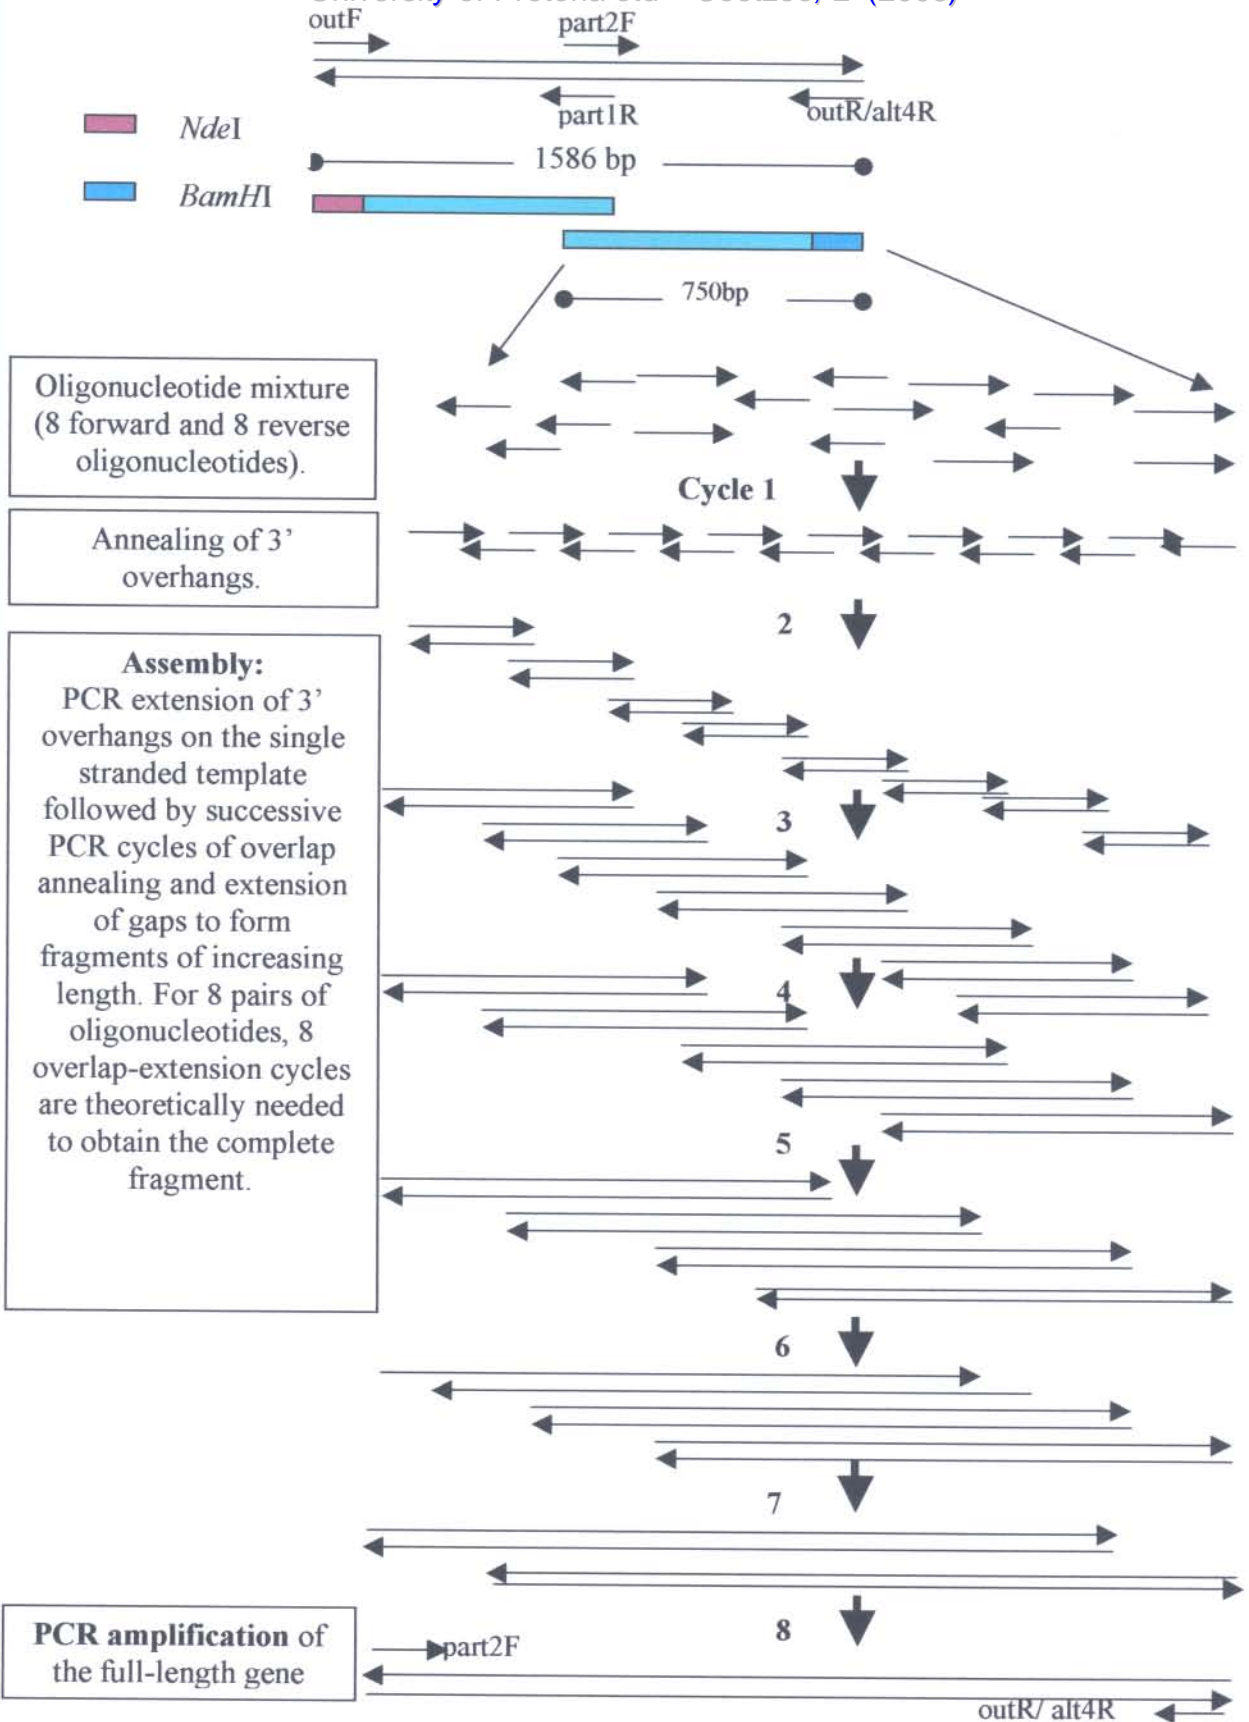 outF
part2F
part1R
outR/alt4R
NdeI
1586 bp
BamHI
750bp
Oligonucleotide mixture
(8 forward and 8 reverse
oligonucleotides).
Cycle 1
Annealing of 3’
overhangs.
2
Assembly:
PCR extension of 3’
overhangs on the single
stranded template
followed by successive
PCR cycles of overlap
annealing and extension
of gaps to form
fragments of increasing
length. For 8 pairs of
oligonucleotides, 8
overlap-extension cycles
are theoretically needed
to obtain the complete
fragment.
3
4
5
6
7
8
PCR amplification of
the full-length gene
part2F
outR/ alt4R